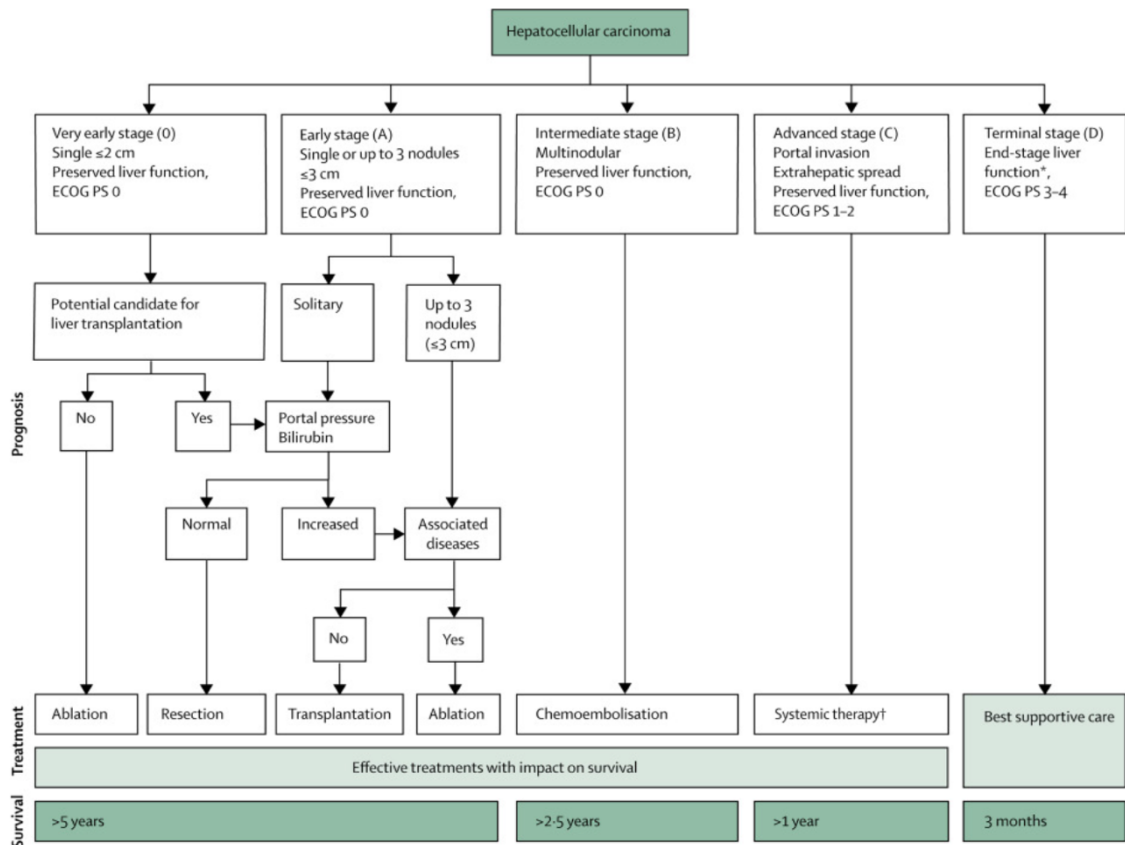 Hepatocellular carcinoma
Very early stage (0)
Single ≤2 cm
Preserved liver function,
ECOG PS 0
Early stage (A)
Single or up to 3 nodules
≤3 cm
Preserved liver function,
ECOG PS 0
Intermediate stage (B)
Multinodular
Preserved liver function,
ECOG PS 0
Advanced stage (C)
Portal invasion
Extrahepatic spread
Preserved liver function,
ECOG PS 1–2
Terminal stage (D)
End-stage liver
function*,
ECOG PS 3–4
Potential candidate for
liver transplantation
Solitary
Up to 3
nodules
(≤3 cm)
Prognosis
No
Yes
Portal pressure
Bilirubin
Normal
Increased
Associated
diseases
No
Yes
Treatment
Ablation
Resection
Transplantation
Ablation
Chemoembolisation
Systemic therapy†
Best supportive care
Effective treatments with impact on survival
Survival
>5 years
>2-5 years
>1 year
3 months